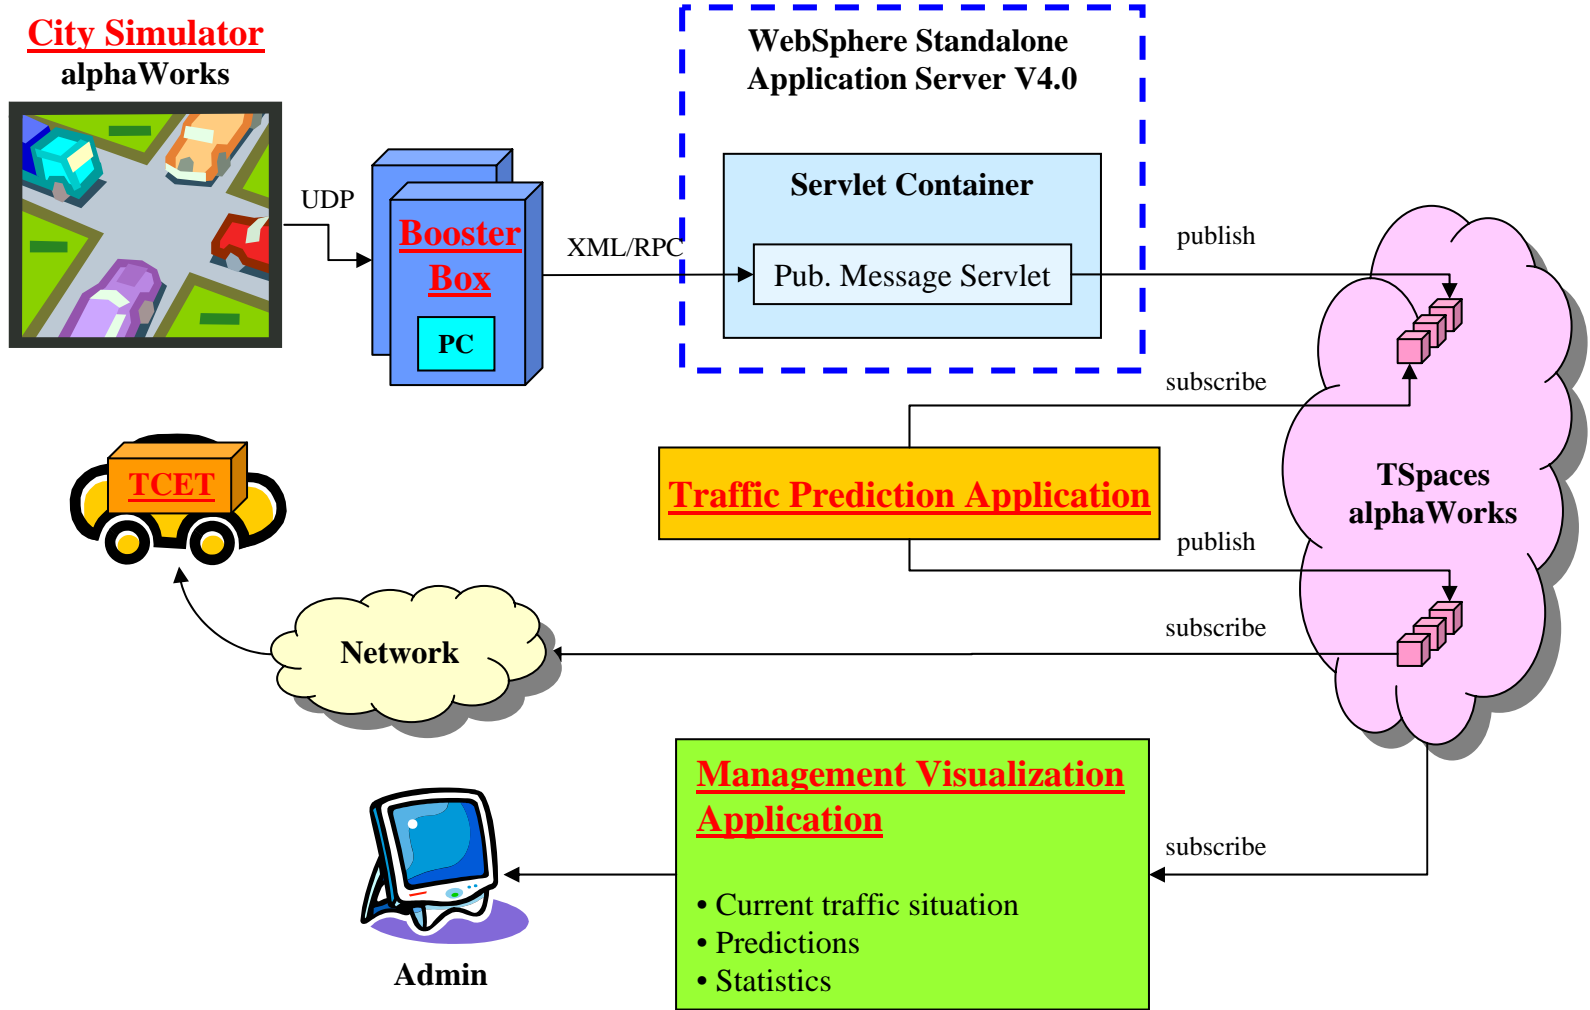 City Simulator
alphaWorks
WebSphere Standalone
Application Server V4.0
UDP
Booster
Box
PC
XML/RPC
Servlet Container
Pub. Message Servlet
publish
subscribe
TCET
Traffic Prediction Application
TSpaces
alphaWorks
publish
subscribe
Network
Management Visualization
Application
• Current traffic situation
• Predictions
• Statistics
subscribe
Admin